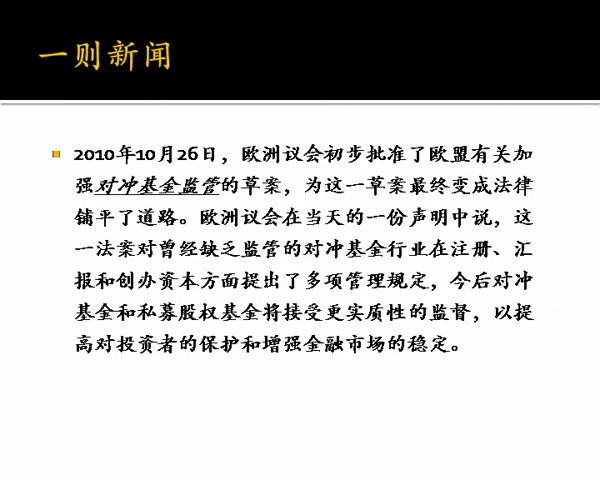 一则新闻
2010年10月26日，欧洲议会初步批准了欧盟有关加
强对冲基金监管的草案，为这一草案最终变成法律
铺平了道路。欧洲议会在当天的一份声明中说，这
一法案对曾经缺乏监管的对冲基金行业在注册、汇
报和创办资本方面提出了多项管理规定，今后对冲
基金和私募股权基金将接受更实质性的监督，以提
高对投资者的保护和增强金融市场的稳定。